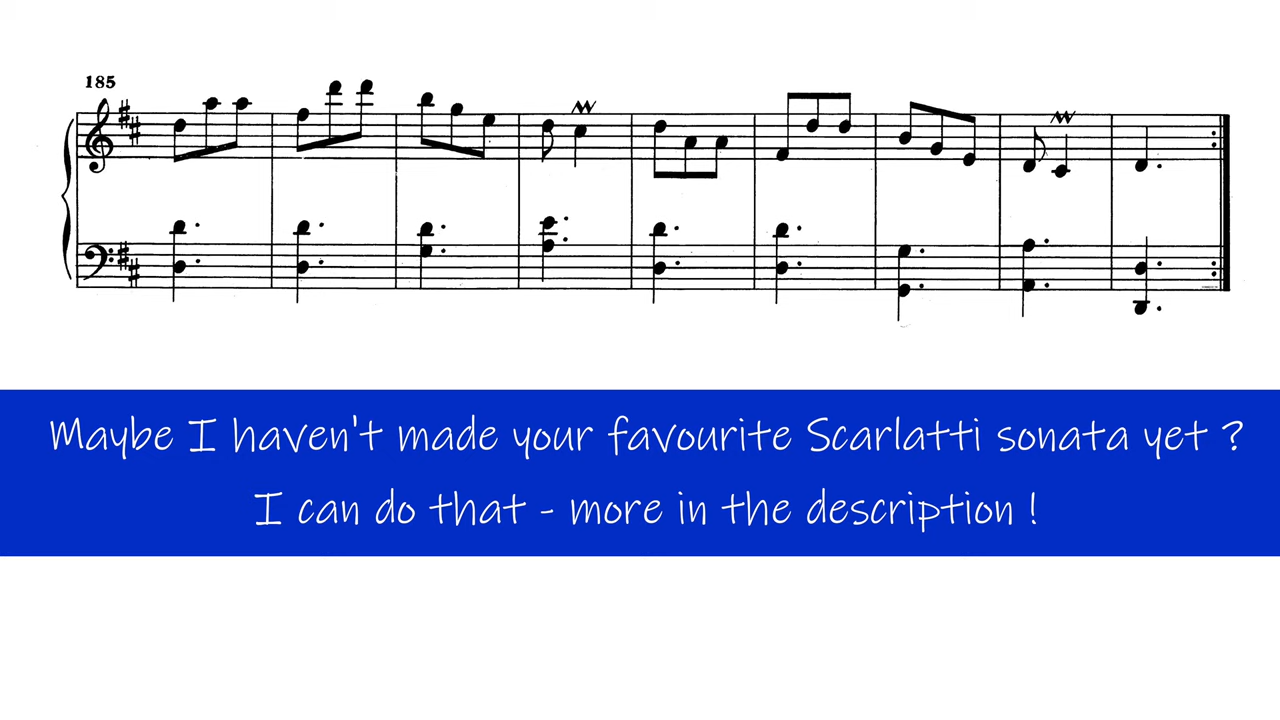 185
Maybe I haven't made your favourite Scarlatti sonata yet ?
I can do that - more in the description !